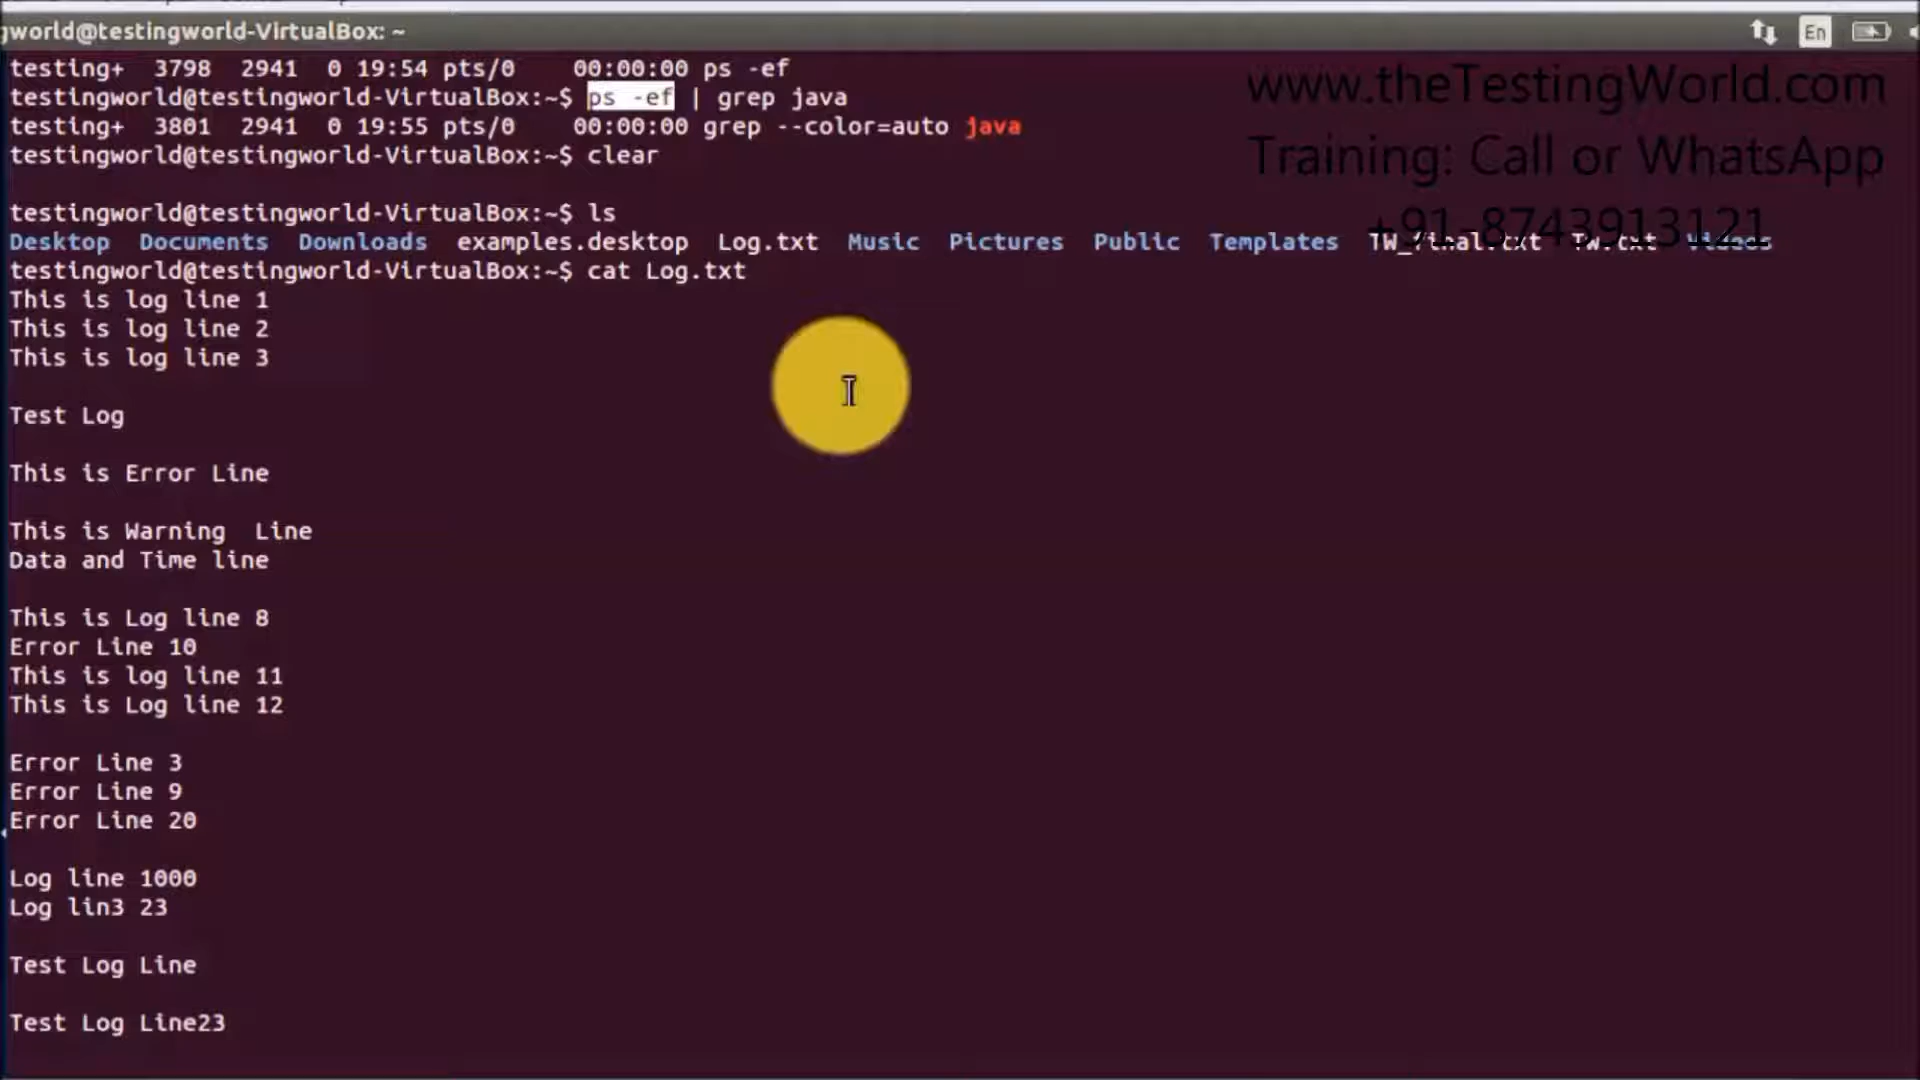 gworld@testingworld-VirtualBox: ~
En
testing+  3798  2941  0 19:54 pts/0    00:00:00 ps -ef
testingworld@testingworld-VirtualBox:~$ ps -ef | grep java
testing+  3801  2941  0 19:55 pts/0    00:00:00 grep --color=auto java
testingworld@testingworld-VirtualBox:~$ clear
www.theTestingWorld.com
Training: Call or WhatsApp
+91-8743913121
testingworld@testingworld-VirtualBox:~$ ls
Desktop  Documents  Downloads  examples.desktop  Log.txt  Music  Pictures  Public  Templates  TW_final.txt  TW.txt  Videos
testingworld@testingworld-VirtualBox:~$ cat Log.txt
This is log line 1
This is log line 2
This is log line 3
Test Log
This is Error Line
This is Warning  Line
Data and Time line
This is Log line 8
Error Line 10
This is log line 11
This is Log line 12
Error Line 3
Error Line 9
Error Line 20
Log line 1000
Log lin3 23
Test Log Line
Test Log Line23